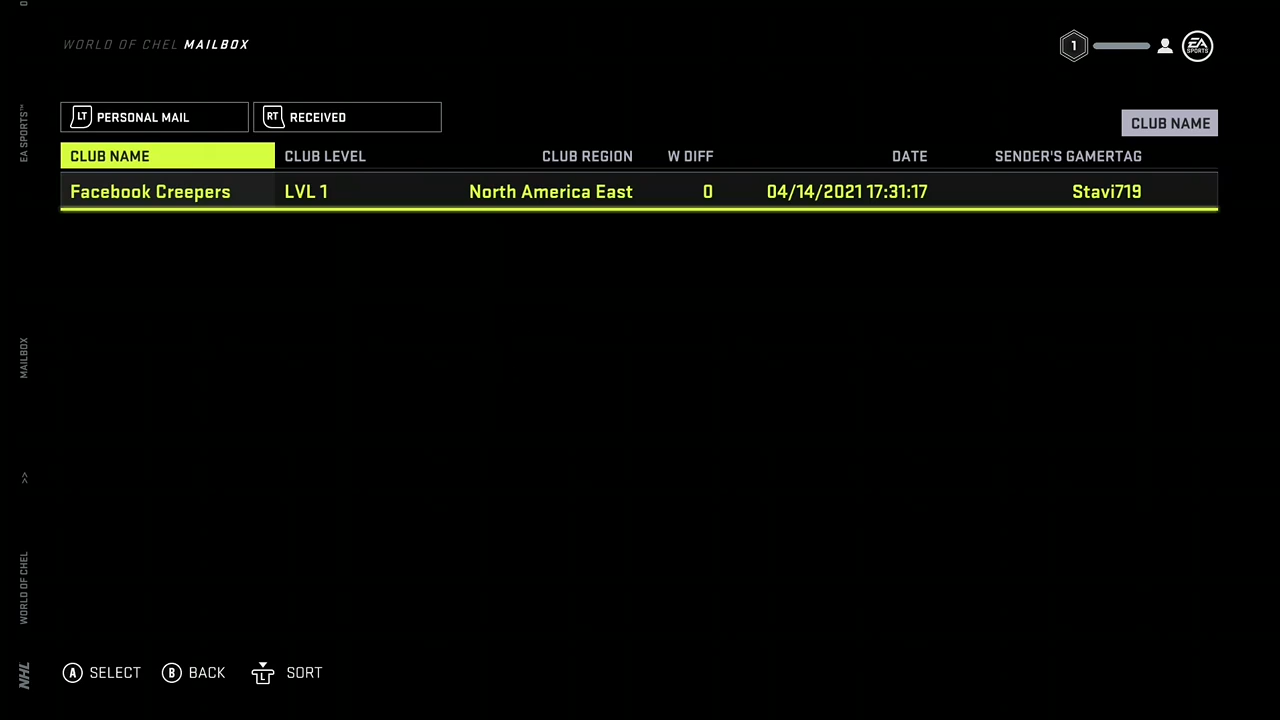 WORLD OF CHEL MAILBOX
1
EA SPORTS
LT PERSONAL MAIL
RT RECEIVED
CLUB NAME
CLUB NAME CLUB LEVEL CLUB REGION W DIFF DATE SENDER'S GAMERTAG
Facebook Creepers LVL 1 North America East 0 04/14/2021 17:31:17 Stavi719
EA SPORTS™
MAILBOX
>>
WORLD OF CHEL
NHL
A SELECT B BACK L SORT